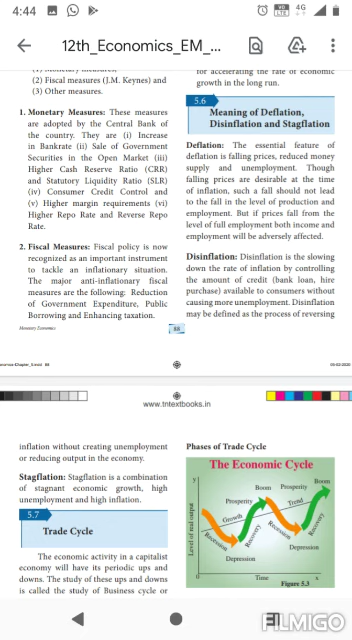 4:44
VO LTE
4G
12th_Economics_EM_...
(1) Monetary measures,
(2) Fiscal measures (J.M. Keynes) and
(3) Other measures.
1. Monetary Measures: These measures
are adopted by the Central Bank of
the country. They are (i) Increase
in Bankrate (ii) Sale of Government
Securities in the Open Market (iii)
Higher Cash Reserve Ratio (CRR)
and Statutory Liquidity Ratio (SLR)
(iv) Consumer Credit Control and
(v) Higher margin requirements (vi)
Higher Repo Rate and Reverse Repo
Rate.
2. Fiscal Measures: Fiscal policy is now
recognized as an important instrument
to tackle an inflationary situation.
The major anti-inflationary fiscal
measures are the following: Reduction
of Government Expenditure, Public
Borrowing and Enhancing taxation.
for accelerating the rate of economic
growth in the long run.
5.6
Meaning of Deflation,
Disinflation and Stagflation
Deflation: The essential feature of
deflation is falling prices, reduced money
supply and unemployment. Though
falling prices are desirable at the time
of inflation, such a fall should not lead
to the fall in the level of production and
employment. But if prices fall from the
level of full employment both income and
employment will be adversely affected.
Disinflation: Disinflation is the slowing
down the rate of inflation by controlling
the amount of credit (bank loan, hire
purchase) available to consumers without
causing more unemployment. Disinflation
may be defined as the process of reversing
Monetary Economics
88
onomics-Chapter_5.indd 88
www.tntextbooks.in
inflation without creating unemployment
or reducing output in the economy.
Stagflation: Stagflation is a combination
of stagnant economic growth, high
unemployment and high inflation.
5.7
Trade Cycle
The economic activity in a capitalist
economy will have its periodic ups and
downs. The study of these ups and downs
is called the study of Business cycle or
Phases of Trade Cycle
The Economic Cycle
y
Level of real output
Boom
Prosperity
Boom
Prosperity
Trend
Growth
Recession
Recovery
Recession
Recovery
Depression
Depression
0
Time
x
Figure 5.3
FILMIGO